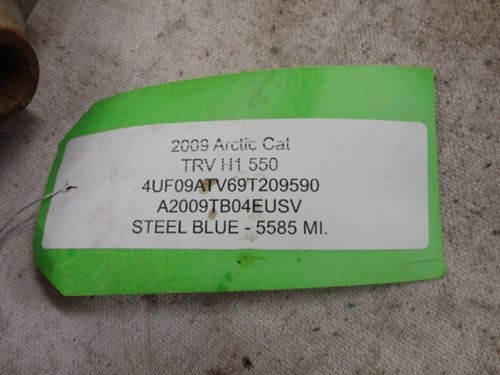 2009 Arctic Cat
TRV H1 550
4UF09ATV69T209590
A2009TB04EUSV
STEEL BLUE - 5585 MI.